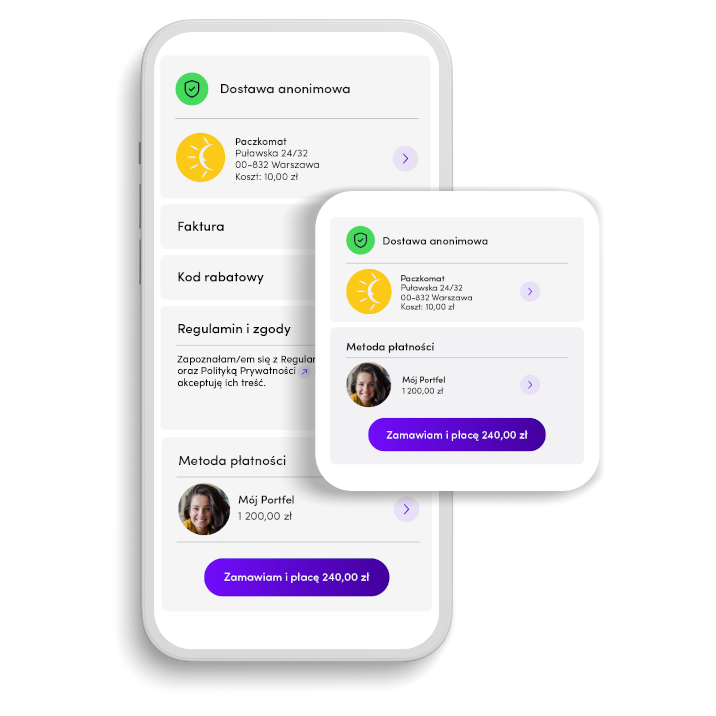 Dostawa anonimowa
Paczkomat
Puławska 24/32
00-832 Warszawa
Koszt: 10,00 zł
Faktura
Kod rabatowy
Regulamin i zgody
Zapoznałam/em się z
oraz Polityką Prywatności
akceptuję ich treść.
Metoda płatności
Mój Portfel
1 200,00 zł
Zamawiam i płacę 240,00 zł
Dostawa anonimowa
Paczkomat
Puławska 24/32
00-832 Warszawa
Koszt: 10,00 zł
Metoda płatności
Mój Portfel
1 200,00 zł
Zamawiam i płacę 240,00 zł